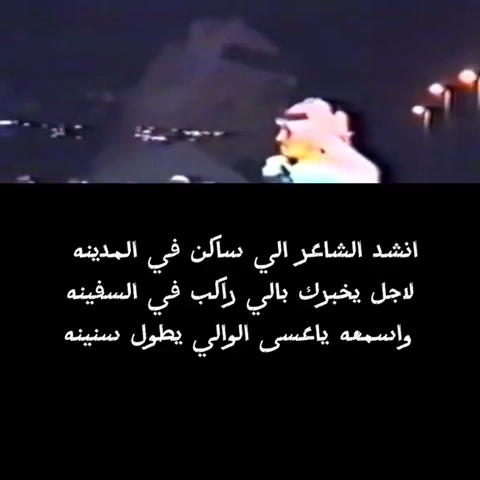 انشد الشاعر الي ساكن في المدينه
لاجل يخبرك بالي راكب في السفينه
واسمعه ياعسى الوالي يطول سنينه